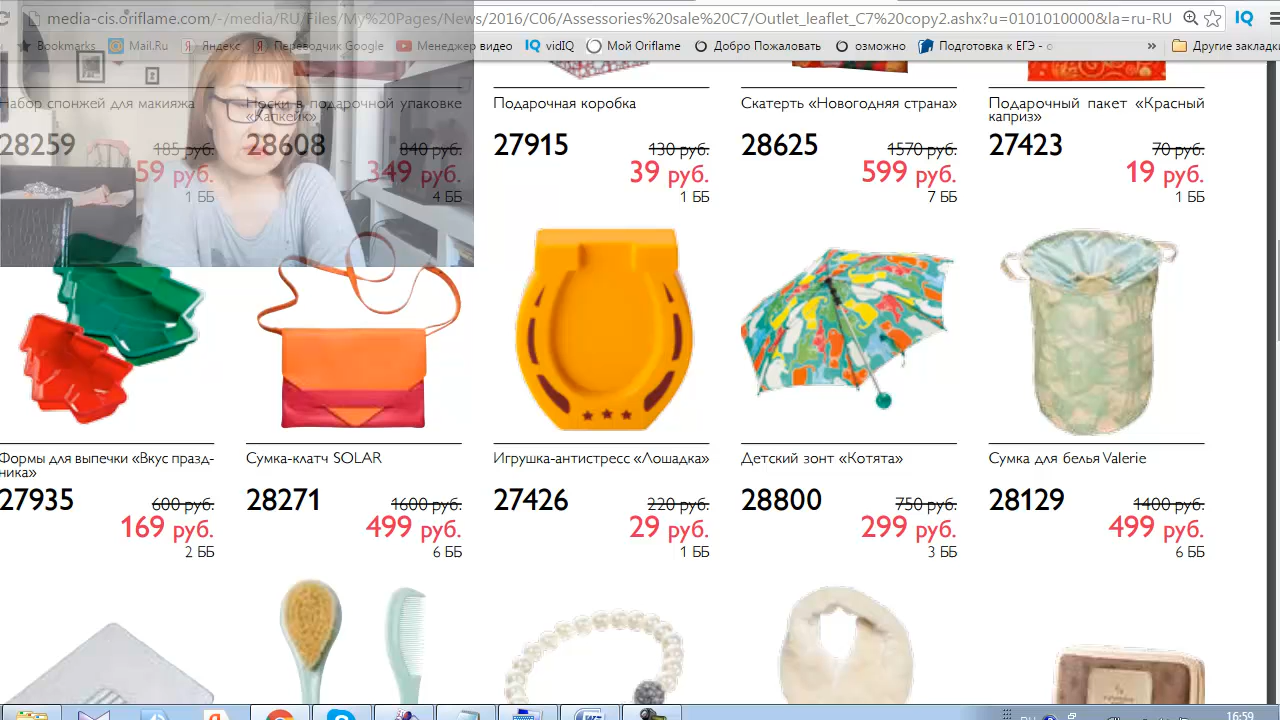 media-cis.oriflame.com/-/media/RU/Files/My%20Pages/News/2016/C06/Assessories%20sale%20C7/Outlet_leaflet_C7%20copy2.ashx?u=0101010000&la=ru-RU
Bookmarks Mail.Ru Яндекс Переводчик Google Менеджер видео vidIQ Мой Oriflame Добро Пожалова озмохно Подготовка к ЕГЭ - о » Другие заклад
Набор спонжей для макияжа
28259 185 руб.
59 руб.
1 ББ
Носки в подарочной упаковке
«Капкейк»
28608 840 руб.
349 руб.
4 ББ
Подарочная коробка
27915 130 руб.
39 руб.
1 ББ
Скатерть «Новогодняя страна»
28625 1570 руб.
599 руб.
7 ББ
Подарочный пакет «Красный
каприз»
27423 70 руб.
19 руб.
1 ББ
Формы для выпечки «Вкус празд-
ника»
27935 600 руб.
169 руб.
2 ББ
Сумка-клатч SOLAR
28271 1600 руб.
499 руб.
6 ББ
Игрушка-антистресс «Лошадка»
27426 220 руб.
29 руб.
1 ББ
Детский зонт «Котята»
28800 750 руб.
299 руб.
3 ББ
Сумка для белья Valerie
28129 1400 руб.
499 руб.
6 ББ
16:59